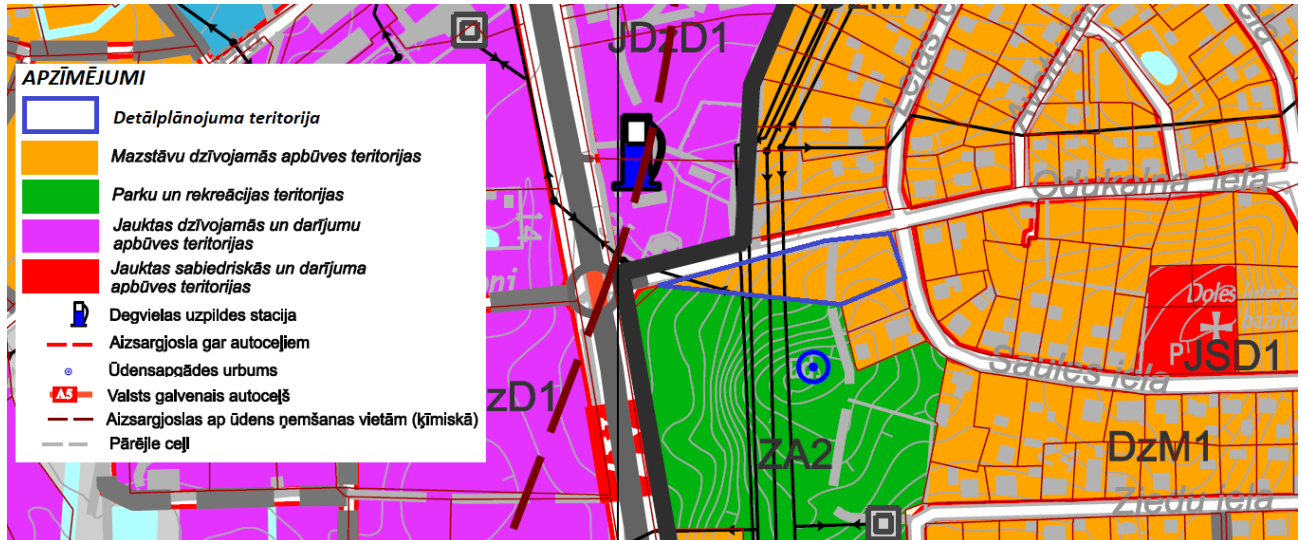 JDzD1
APZĪMĒJUMI
Detālplānojuma teritorija
Mazstāvu dzīvojamās apbūves teritorijas
Parku un rekreācijas teritorijas
Jauktas dzīvojamās un darījumu
apbūves teritorijas
Jauktas sabiedriskās un darījuma
apbūves teritorijas
Degvielas uzpildes stacija
Aizsargjosla gar autoceļiem
Ūdensapgādes urbums
A5 Valsts galvenais autoceļš
Aizsargjoslas ap ūdens ņemšanas vietām (ķīmiskā)
Pārējie ceļi
Odukalna iela
Doles
P
JSD1
Saules iela
zD1
ZA2
DzM1
Ziedu iela